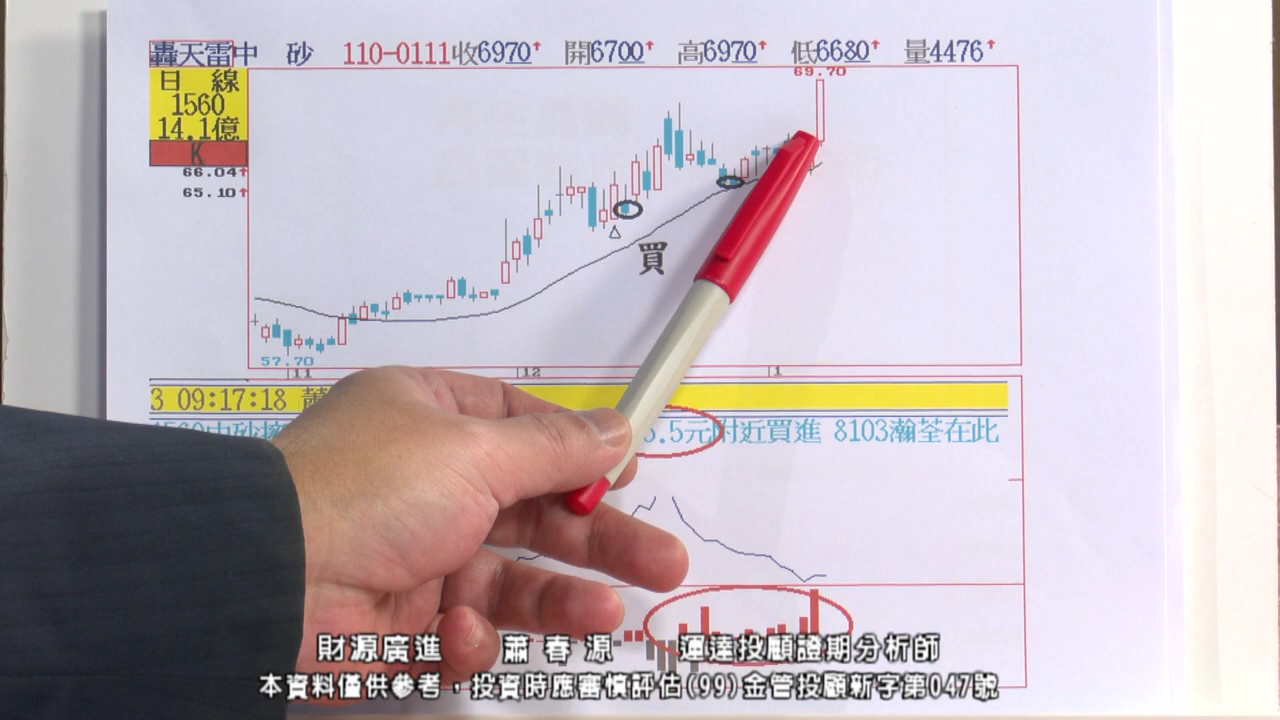 轟天雷中 砂 110-0111收6970↑ 開6700↑ 高6970↑ 低6680↑ 量4476↑
日 線
1560
14.1億
K
66.04↑
65.10↑
69.70
買
57.70
11 12 1
3 09:17:18
5.5元附近買進 8103瀚荃在此
財源廣進 蕭春源 運達投顧證期分析師
本資料僅供參考，投資時應審慎評估(99)金管投顧新字第047號